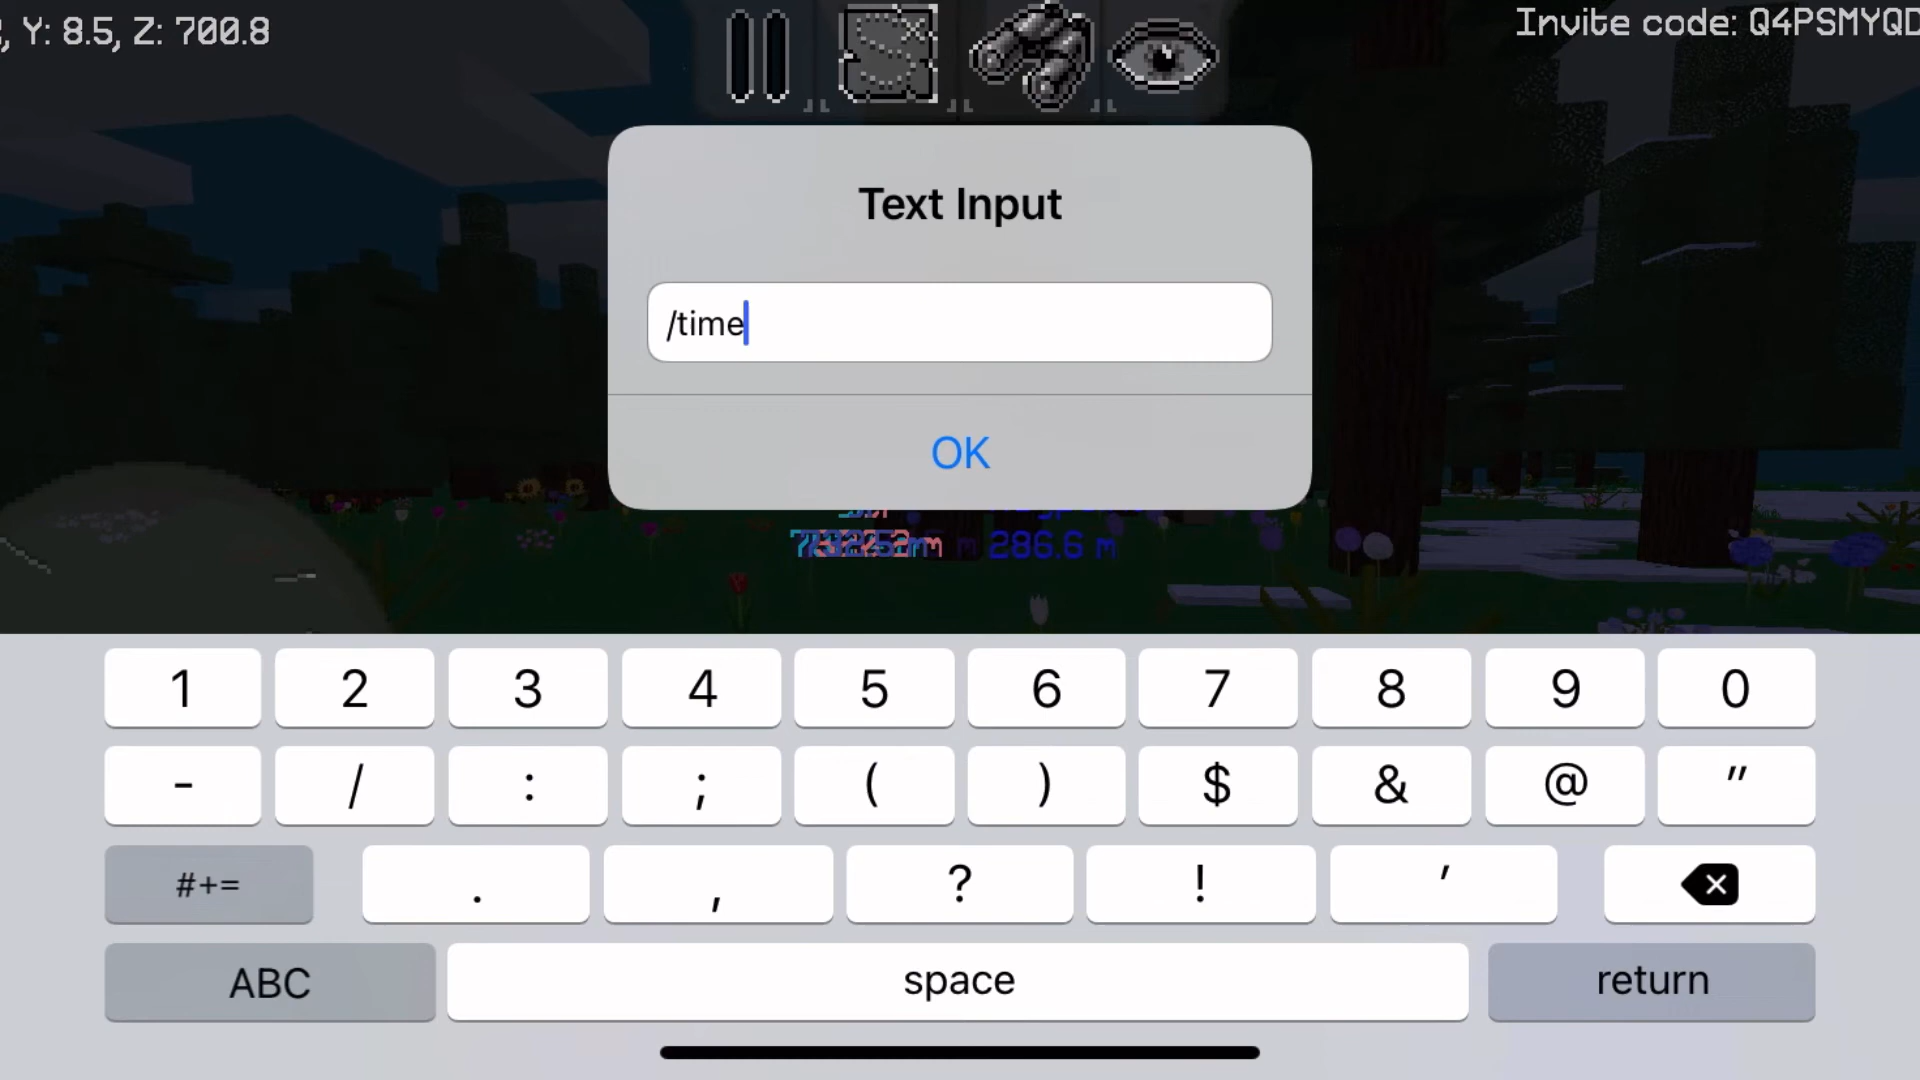 , Y: 8.5, Z: 700.8
Invite code: Q4PSMYQD
Text Input
/time
OK
286.6 m
1 2 3 4 5 6 7 8 9 0
- / : ; ( ) $ & @ "
#+= . , ? ! '
ABC space return